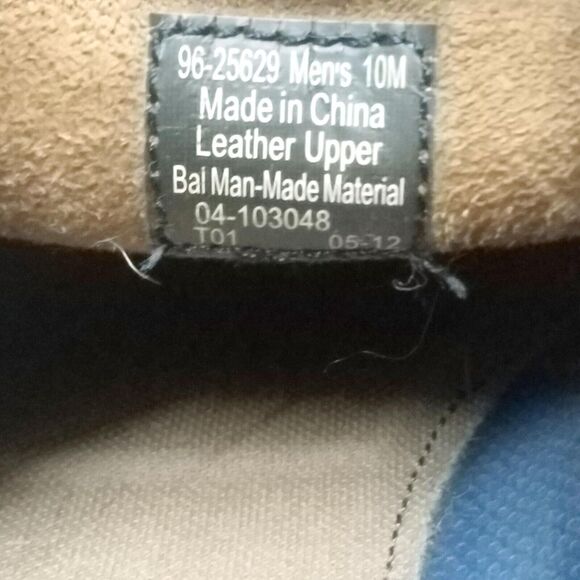 96-25629 Men's 10M
Made in China
Leather Upper
Bal Man-Made Material
04-103048
T01 05-12